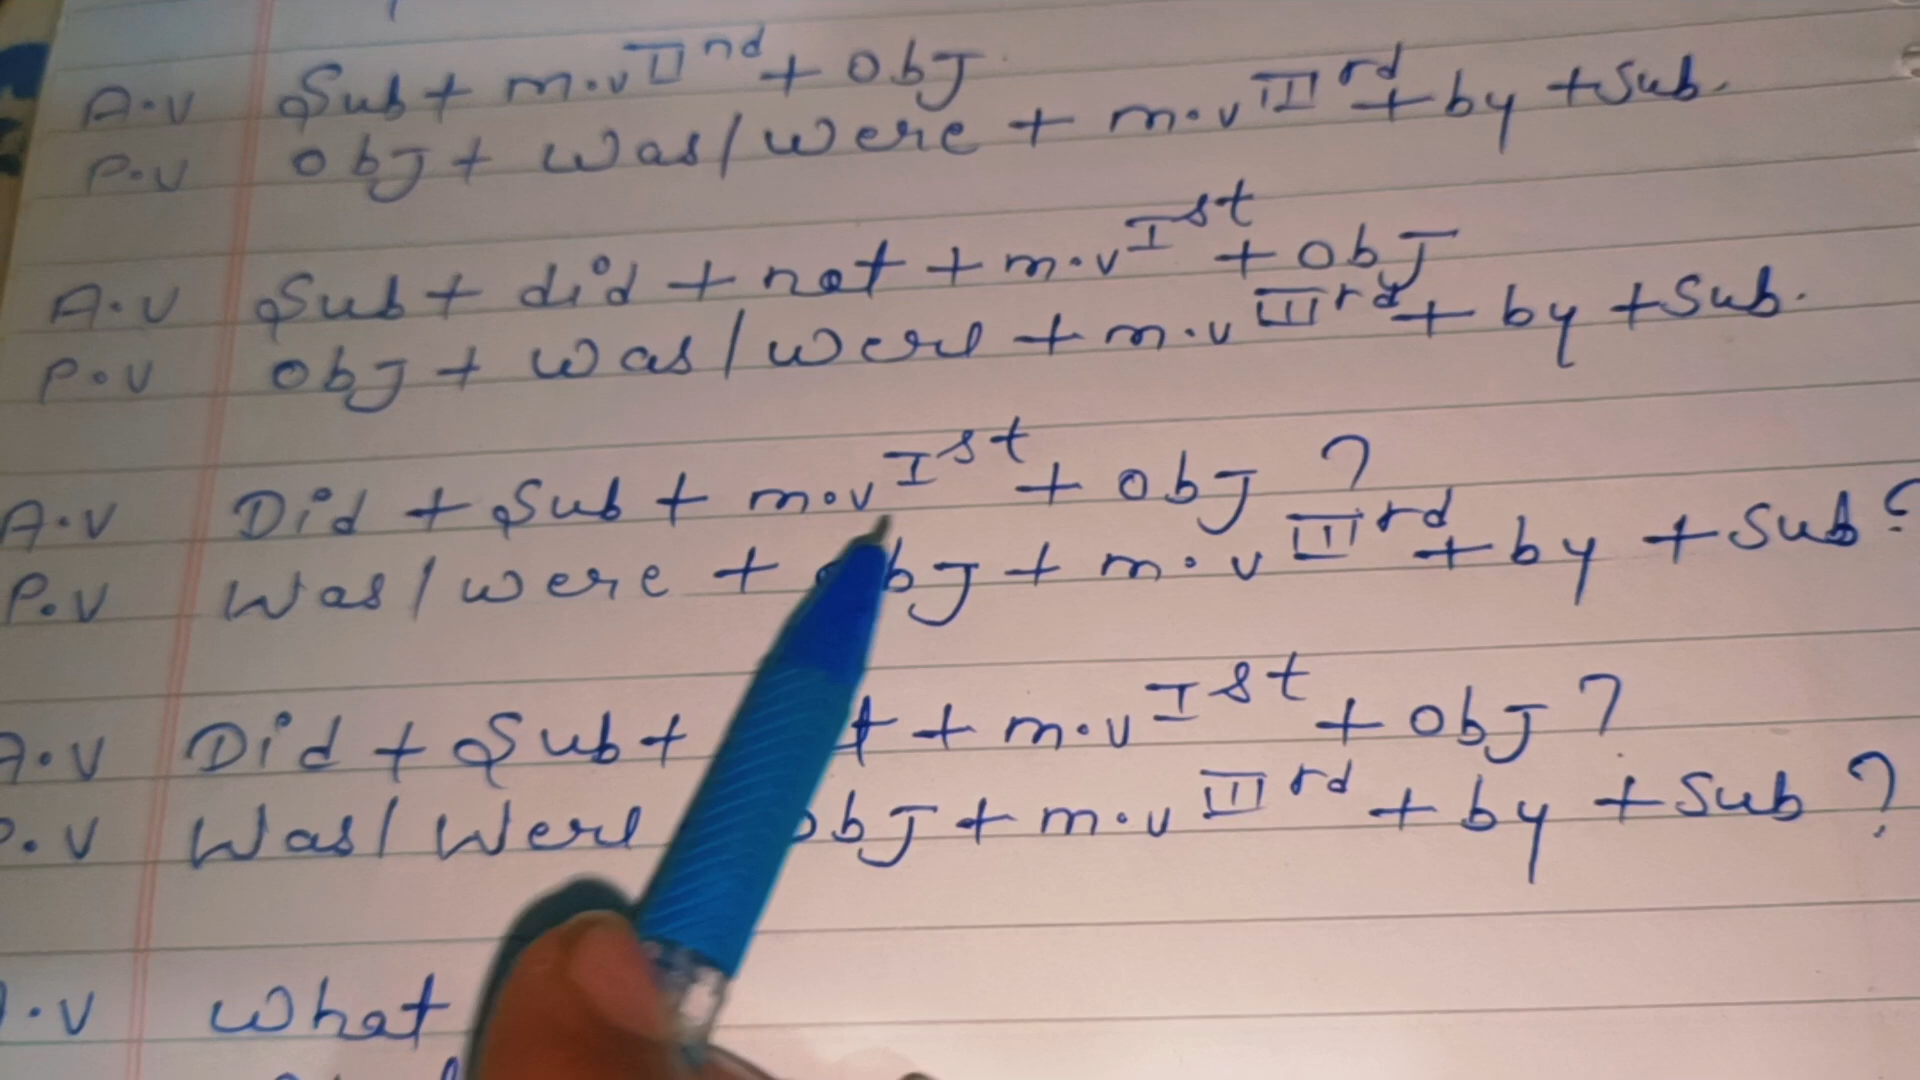 A.V Sub + m.v IInd + obj
P.V obj + was/were + m.v IIIrd + by + sub.
A.V Sub + did + not + m.v Ist + obj
P.V obj + was/were + m.v IIIrd + by + sub.
A.V Did + Sub + m.v Ist + obj ?
P.V Was/were + obj + m.v IIIrd + by + sub?
A.V Did + Sub + + m.v Ist + obj ?
P.V Was/were obj + m.v IIIrd + by + sub ?
A.V What